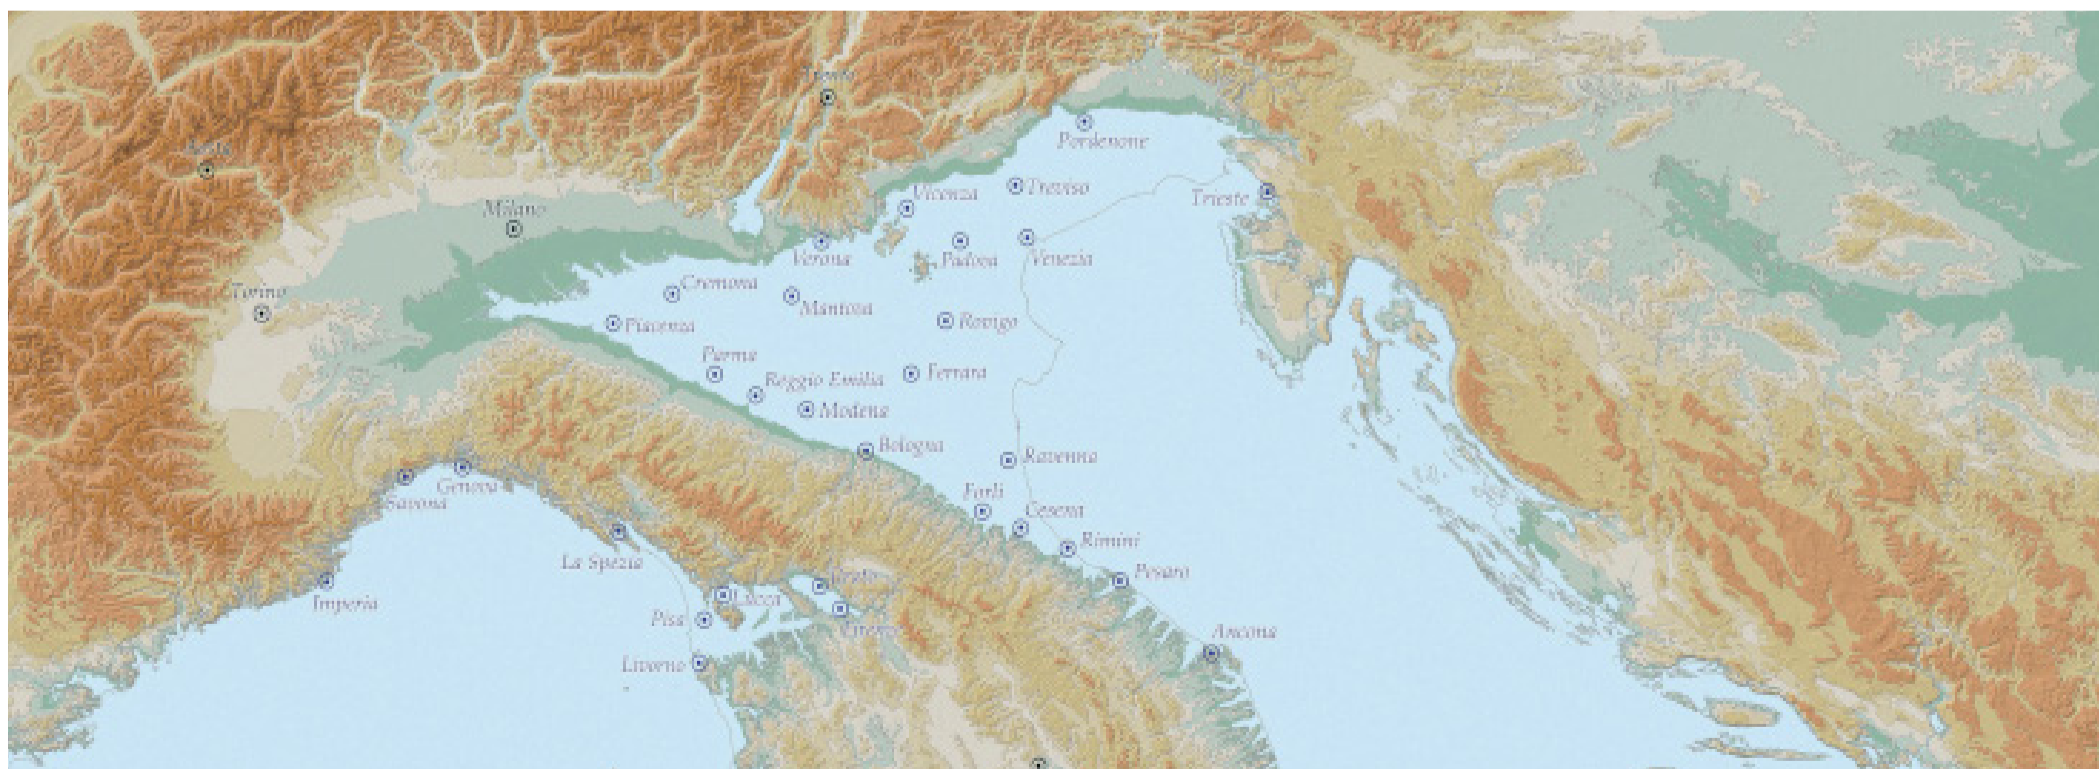 Trento
Pordenone
Aosta
Treviso
Vicenza
Trieste
Milano
Verona
Padova
Venezia
Cremona
Torino
Mantova
Piacenza
Rovigo
Parma
Reggio Emilia
Ferrara
Modena
Bologna
Ravenna
Genova
Savona
Forlì
Cesena
Rimini
La Spezia
Pesaro
Prato
Lucca
Imperia
Pisa
Firenze
Ancona
Livorno